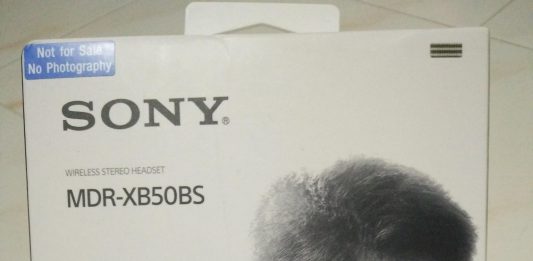 Not for Sale
No Photography
SONY®
WIRELESS STEREO HEADSET
MDR-XB50BS